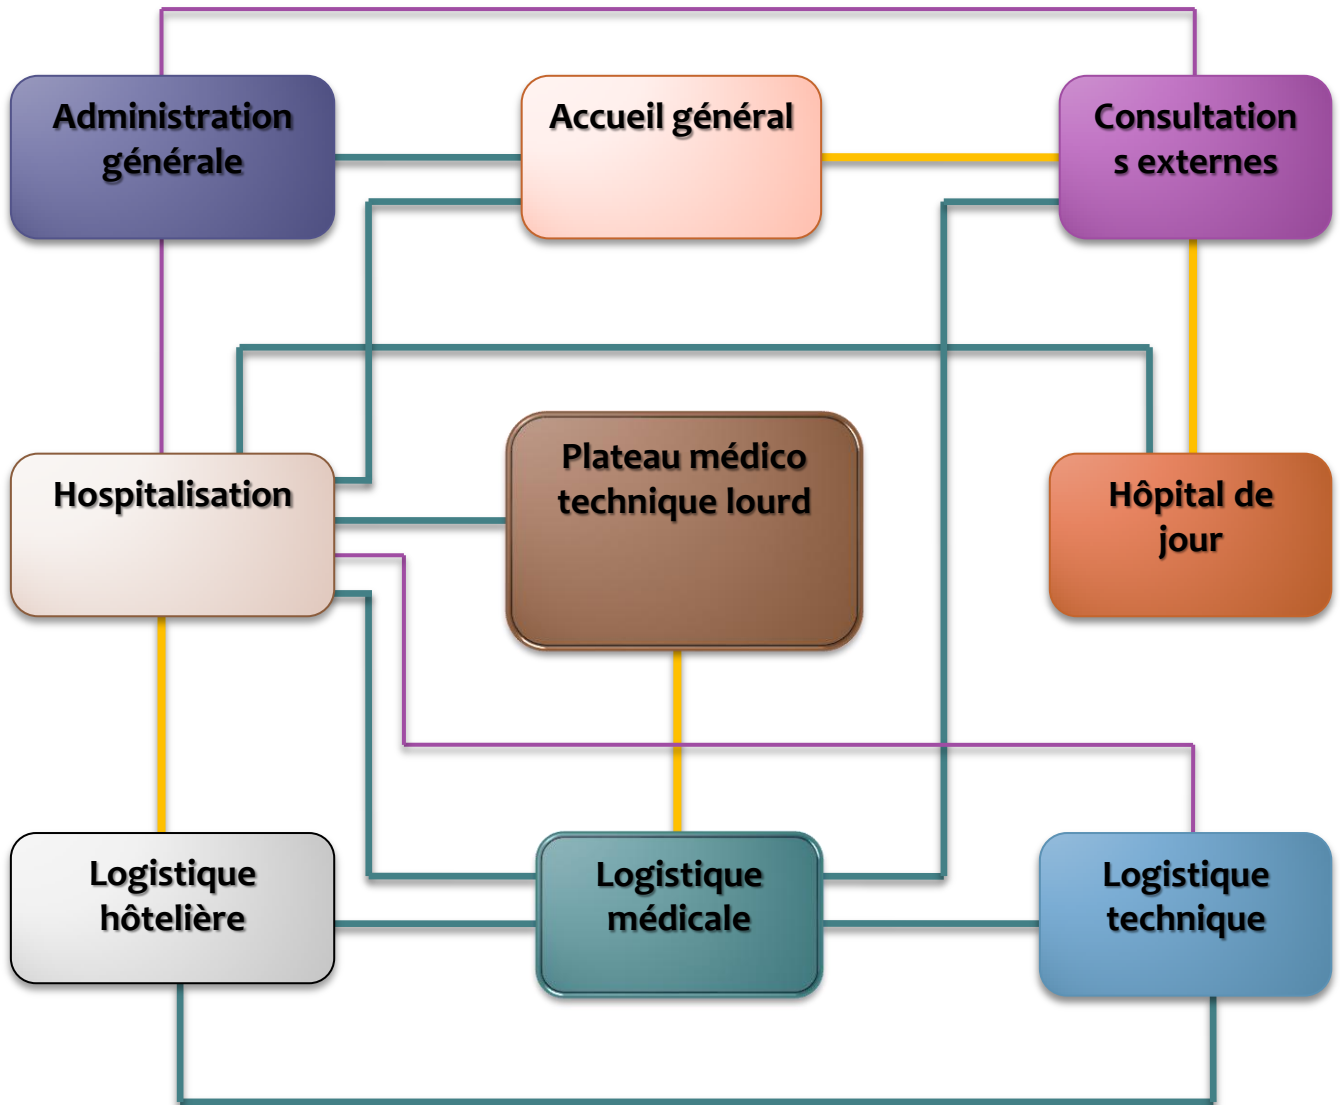 Administration
générale
Accueil général
Consultation
s externes
Hospitalisation
Plateau médico
technique lourd
Hôpital de
jour
Logistique
hôtelière
Logistique
médicale
Logistique
technique